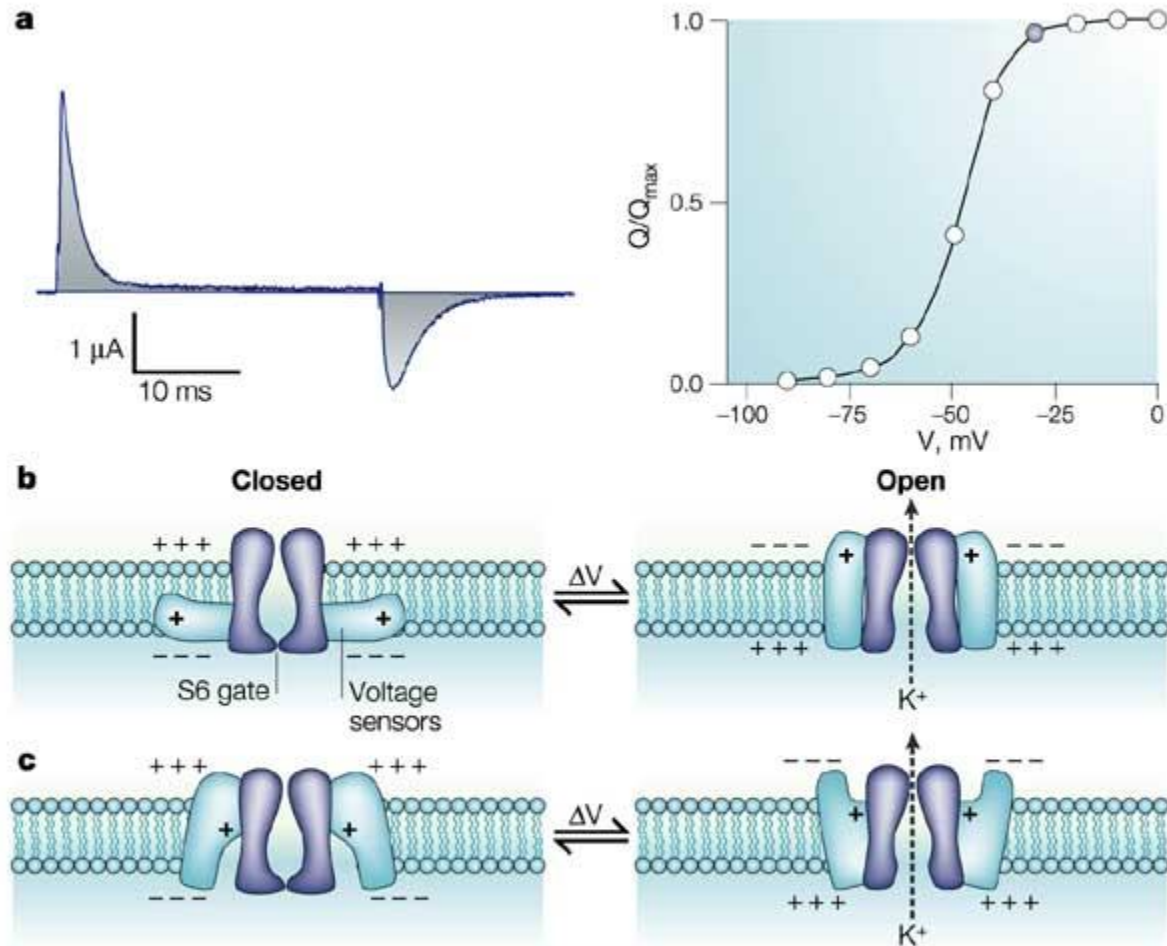 a
1 μA
10 ms
1.0
0.5
0.0
Q/Qmax
−100 −75 −50 −25 0
V, mV
b
Closed
Open
+ + + + + +
− − − − − −
+ +
ΔV
+ +
− − − − − −
+ + + + + +
S6 gate
Voltage
sensors
K⁺
c
+ + + + + +
− − − − − −
+ +
ΔV
+ +
− − − − − −
+ + + + + +
K⁺